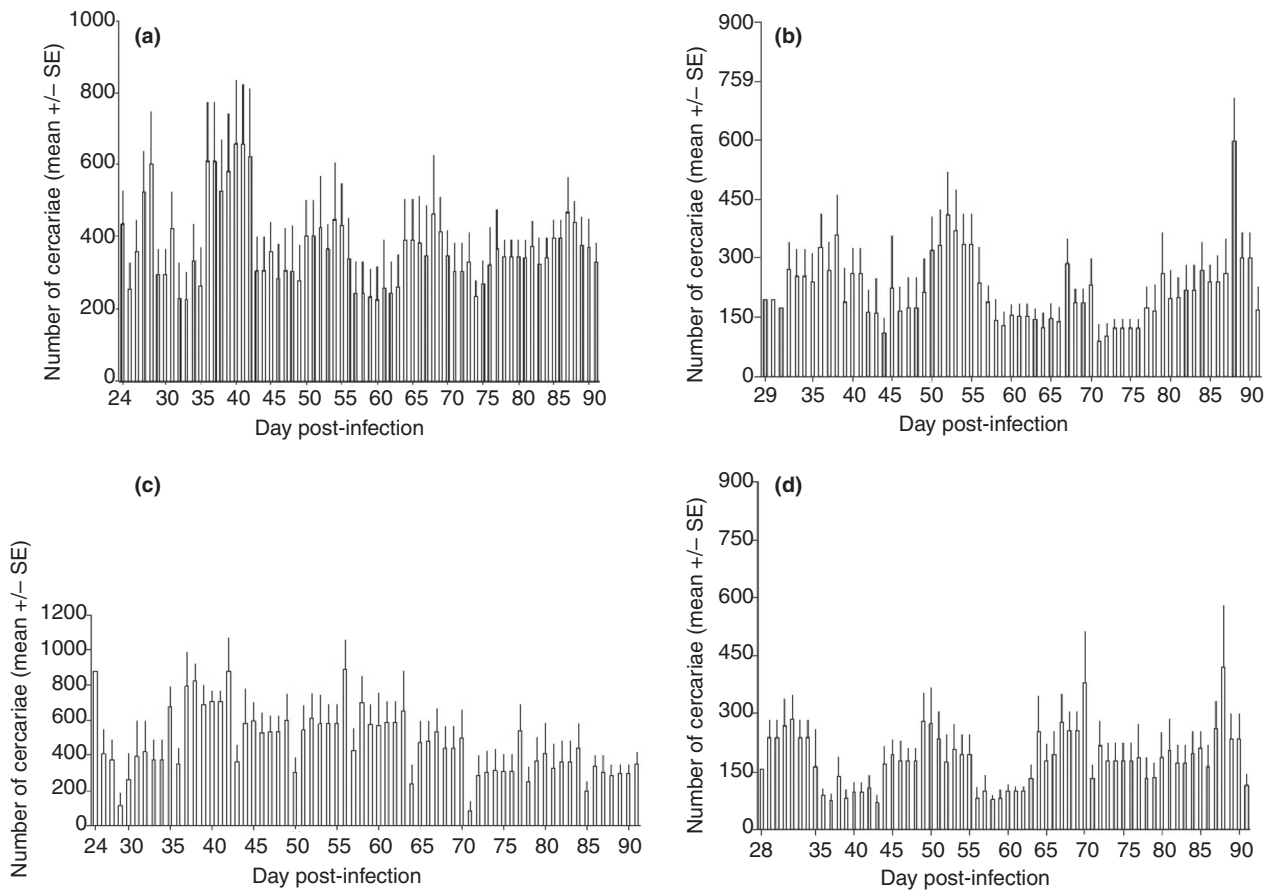 (a)
Number of cercariae (mean +/– SE)
1000
800
600
400
200
0
24 30 35 40 45 50 55 60 65 70 75 80 85 90
Day post-infection
(b)
Number of cercariae (mean +/– SE)
900
759
600
450
300
150
0
29 35 40 45 50 55 60 65 70 75 80 85 90
Day post-infection
(c)
Number of cercariae (mean +/– SE)
1200
1000
800
600
400
200
0
24 30 35 40 45 50 55 60 65 70 75 80 85 90
Day post-infection
(d)
Number of cercariae (mean +/– SE)
900
750
600
450
300
150
0
28 35 40 45 50 55 60 65 70 75 80 85 90
Day post-infection